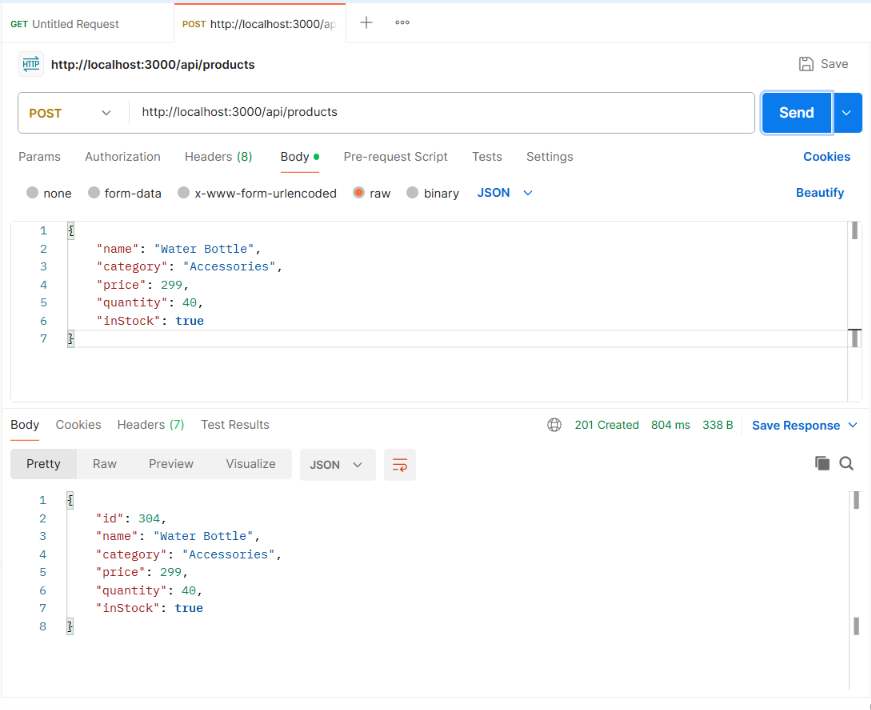 GET Untitled Request POST http://localhost:3000/ap
HTTP http://localhost:3000/api/products Save
POST http://localhost:3000/api/products Send
Params Authorization Headers (8) Body Pre-request Script Tests Settings Cookies
none form-data x-www-form-urlencoded raw binary JSON Beautify
1 {
2 "name": "Water Bottle",
3 "category": "Accessories",
4 "price": 299,
5 "quantity": 40,
6 "inStock": true
7 }
Body Cookies Headers (7) Test Results 201 Created 804 ms 338 B Save Response
Pretty Raw Preview Visualize JSON
1 {
2 "id": 304,
3 "name": "Water Bottle",
4 "category": "Accessories",
5 "price": 299,
6 "quantity": 40,
7 "inStock": true
8 }